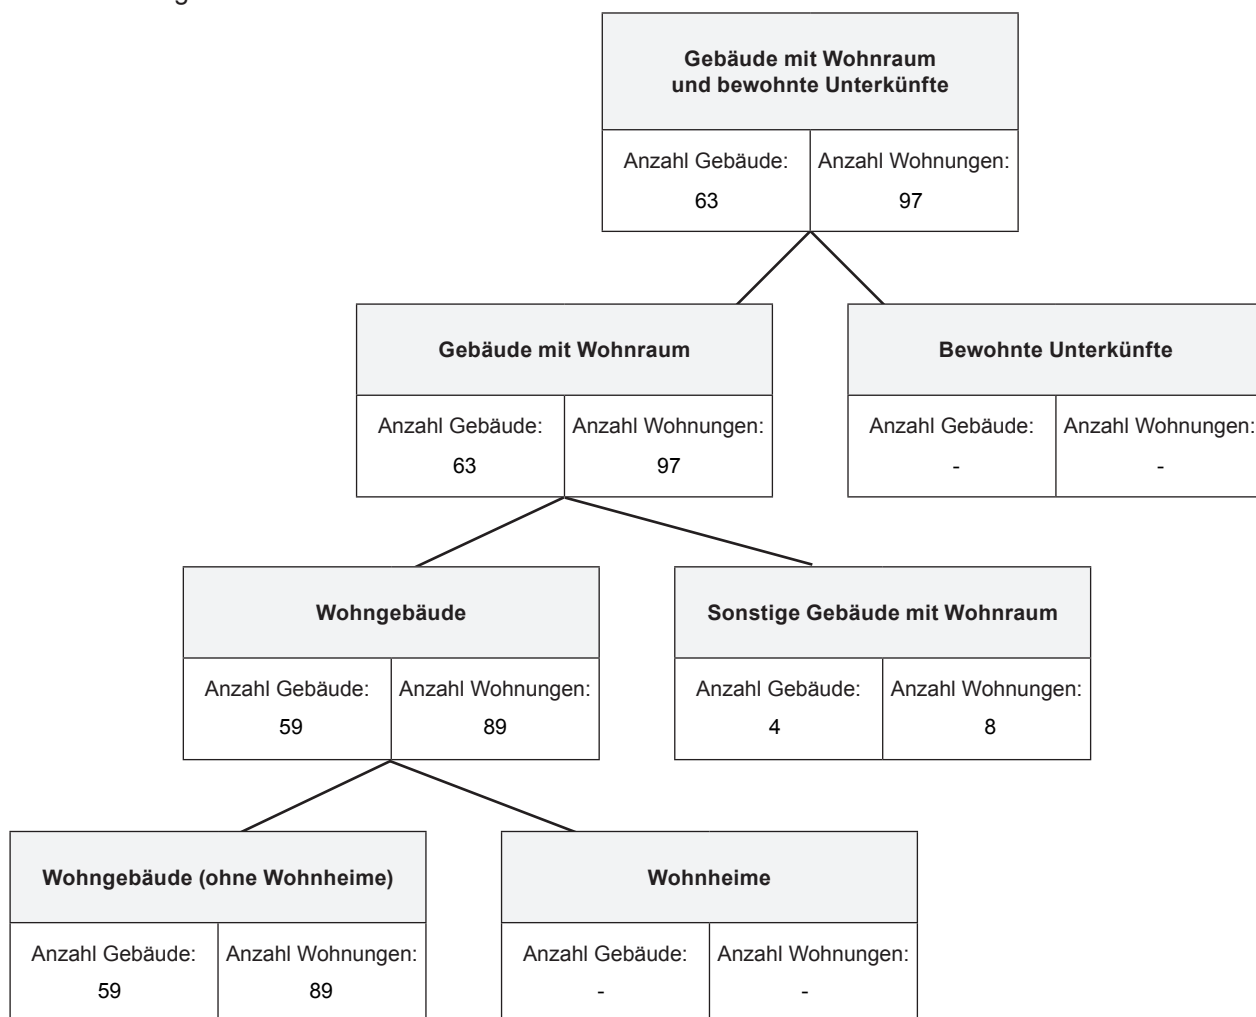 Gebäude mit Wohnraum
und bewohnte Unterkünfte
Anzahl Gebäude:
63
Anzahl Wohnungen:
97
Gebäude mit Wohnraum
Anzahl Gebäude:
63
Anzahl Wohnungen:
97
Bewohnte Unterkünfte
Anzahl Gebäude:
-
Anzahl Wohnungen:
-
Wohngebäude
Anzahl Gebäude:
59
Anzahl Wohnungen:
89
Sonstige Gebäude mit Wohnraum
Anzahl Gebäude:
4
Anzahl Wohnungen:
8
Wohngebäude (ohne Wohnheime)
Anzahl Gebäude:
59
Anzahl Wohnungen:
89
Wohnheime
Anzahl Gebäude:
-
Anzahl Wohnungen:
-